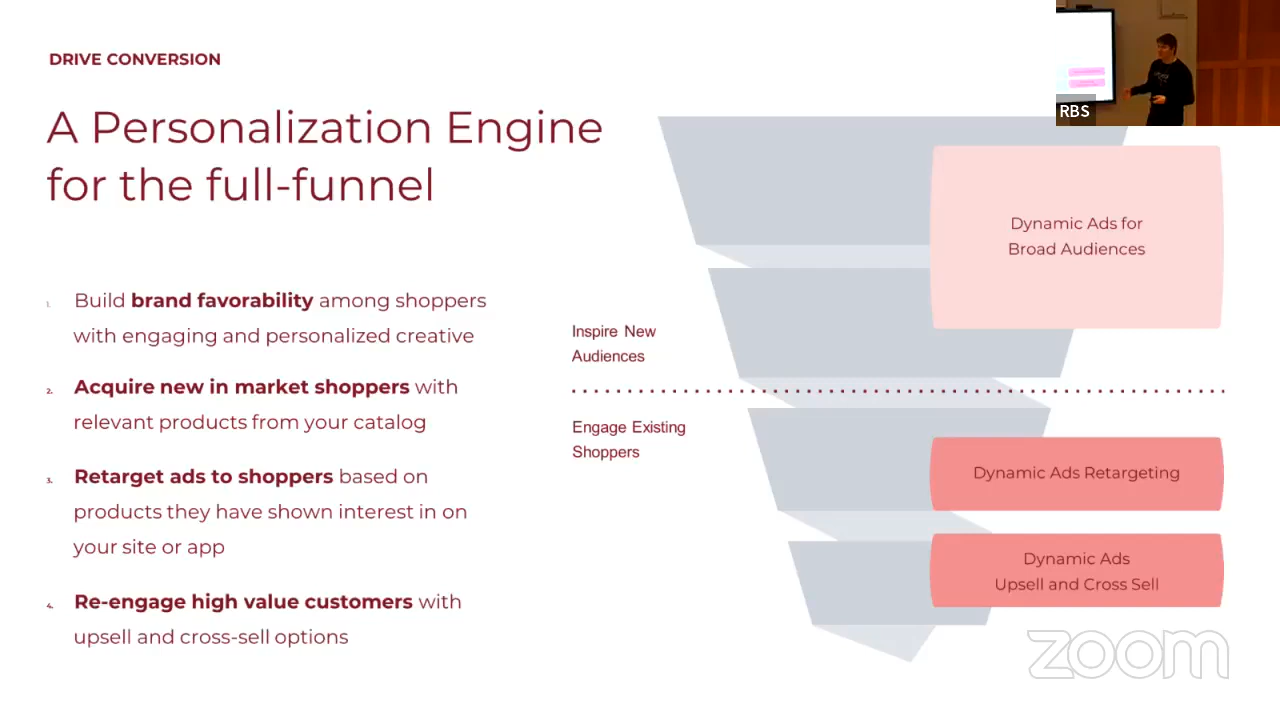 DRIVE CONVERSION
A Personalization Engine
for the full-funnel
1. Build brand favorability among shoppers
with engaging and personalized creative
2. Acquire new in market shoppers with
relevant products from your catalog
3. Retarget ads to shoppers based on
products they have shown interest in on
your site or app
4. Re-engage high value customers with
upsell and cross-sell options
Inspire New
Audiences
Engage Existing
Shoppers
Dynamic Ads for
Broad Audiences
Dynamic Ads Retargeting
Dynamic Ads
Upsell and Cross Sell
RBS
zoom